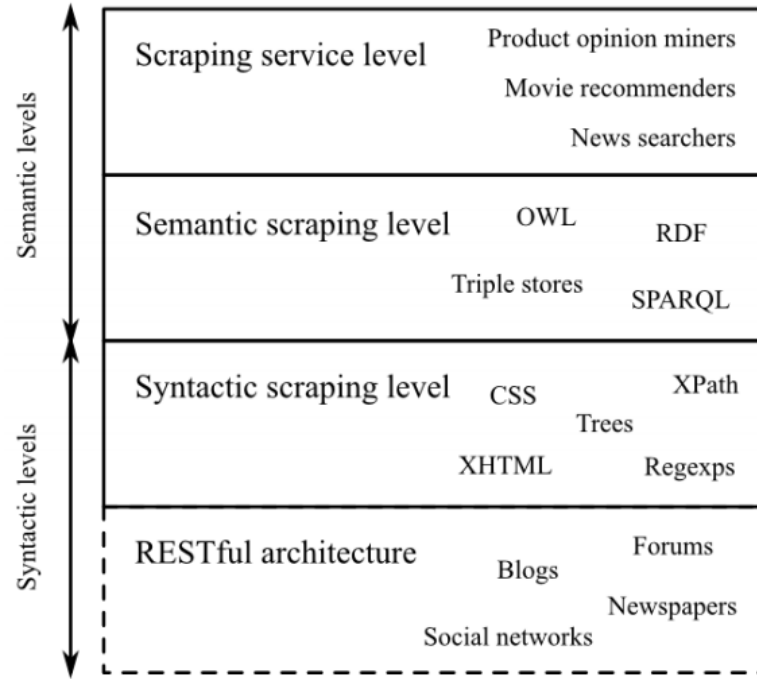 Semantic levels
Scraping service level
Product opinion miners
Movie recommenders
News searchers
Semantic scraping level
OWL
RDF
Triple stores
SPARQL
Syntactic levels
Syntactic scraping level
CSS
XPath
Trees
XHTML
Regexps
RESTful architecture
Forums
Blogs
Newspapers
Social networks